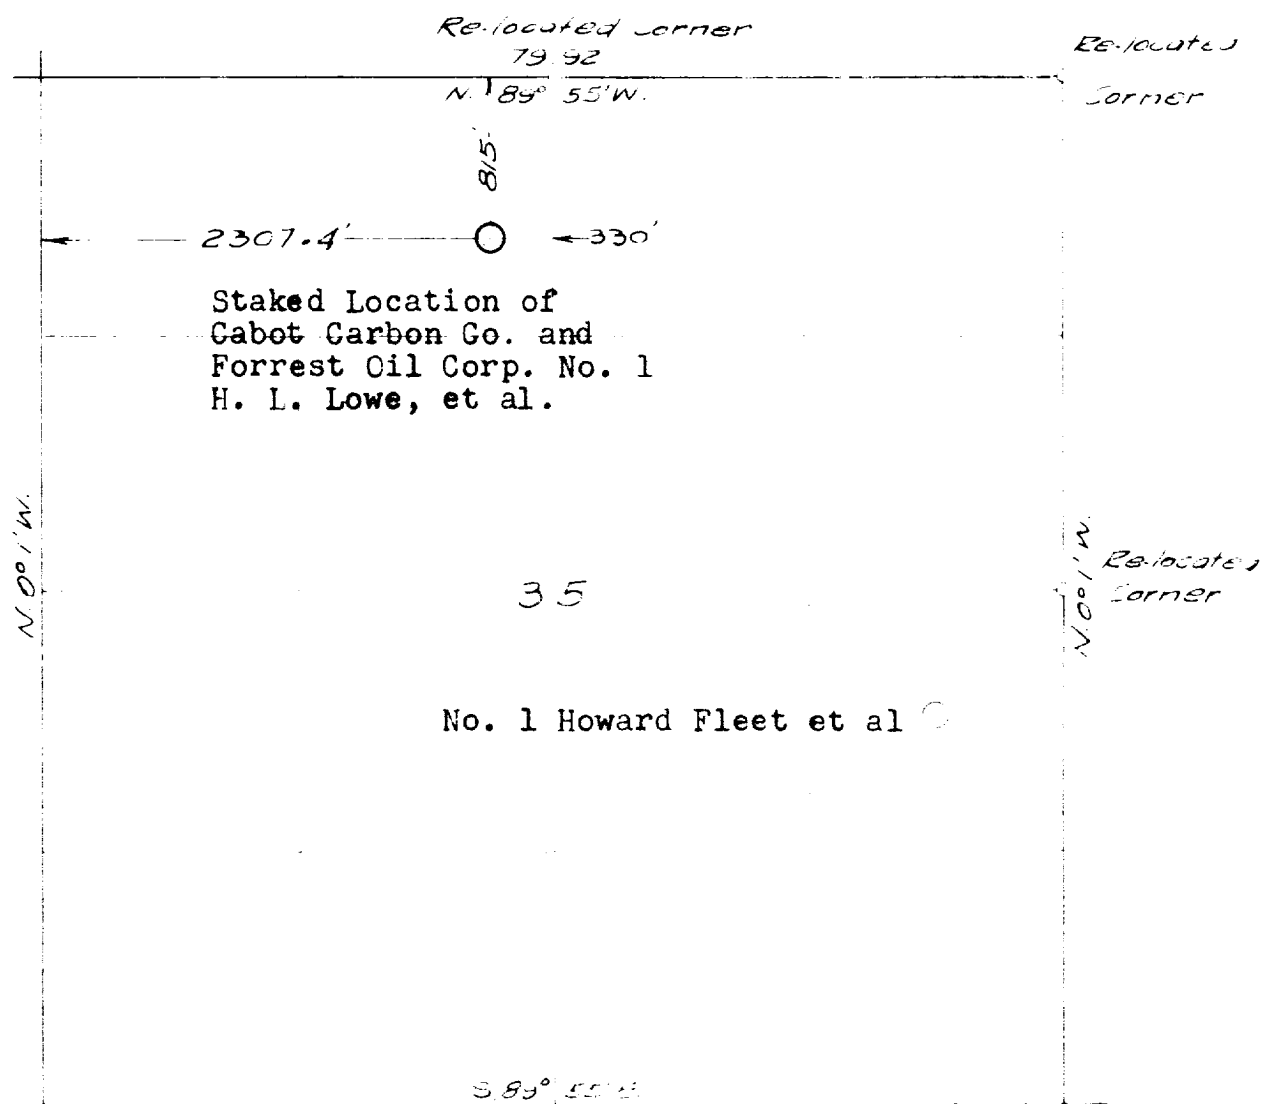 Re-located corner
79.92
Re-located
Corner
N. 89° 55' W.
815'
2307.4'
330'
Staked Location of
Cabot Carbon Co. and
Forrest Oil Corp. No. 1
H. L. Lowe, et al.
N. 0° 1' W.
35
N. 0° 1' W.
Re-located
Corner
No. 1 Howard Fleet et al
S. 89° 55'